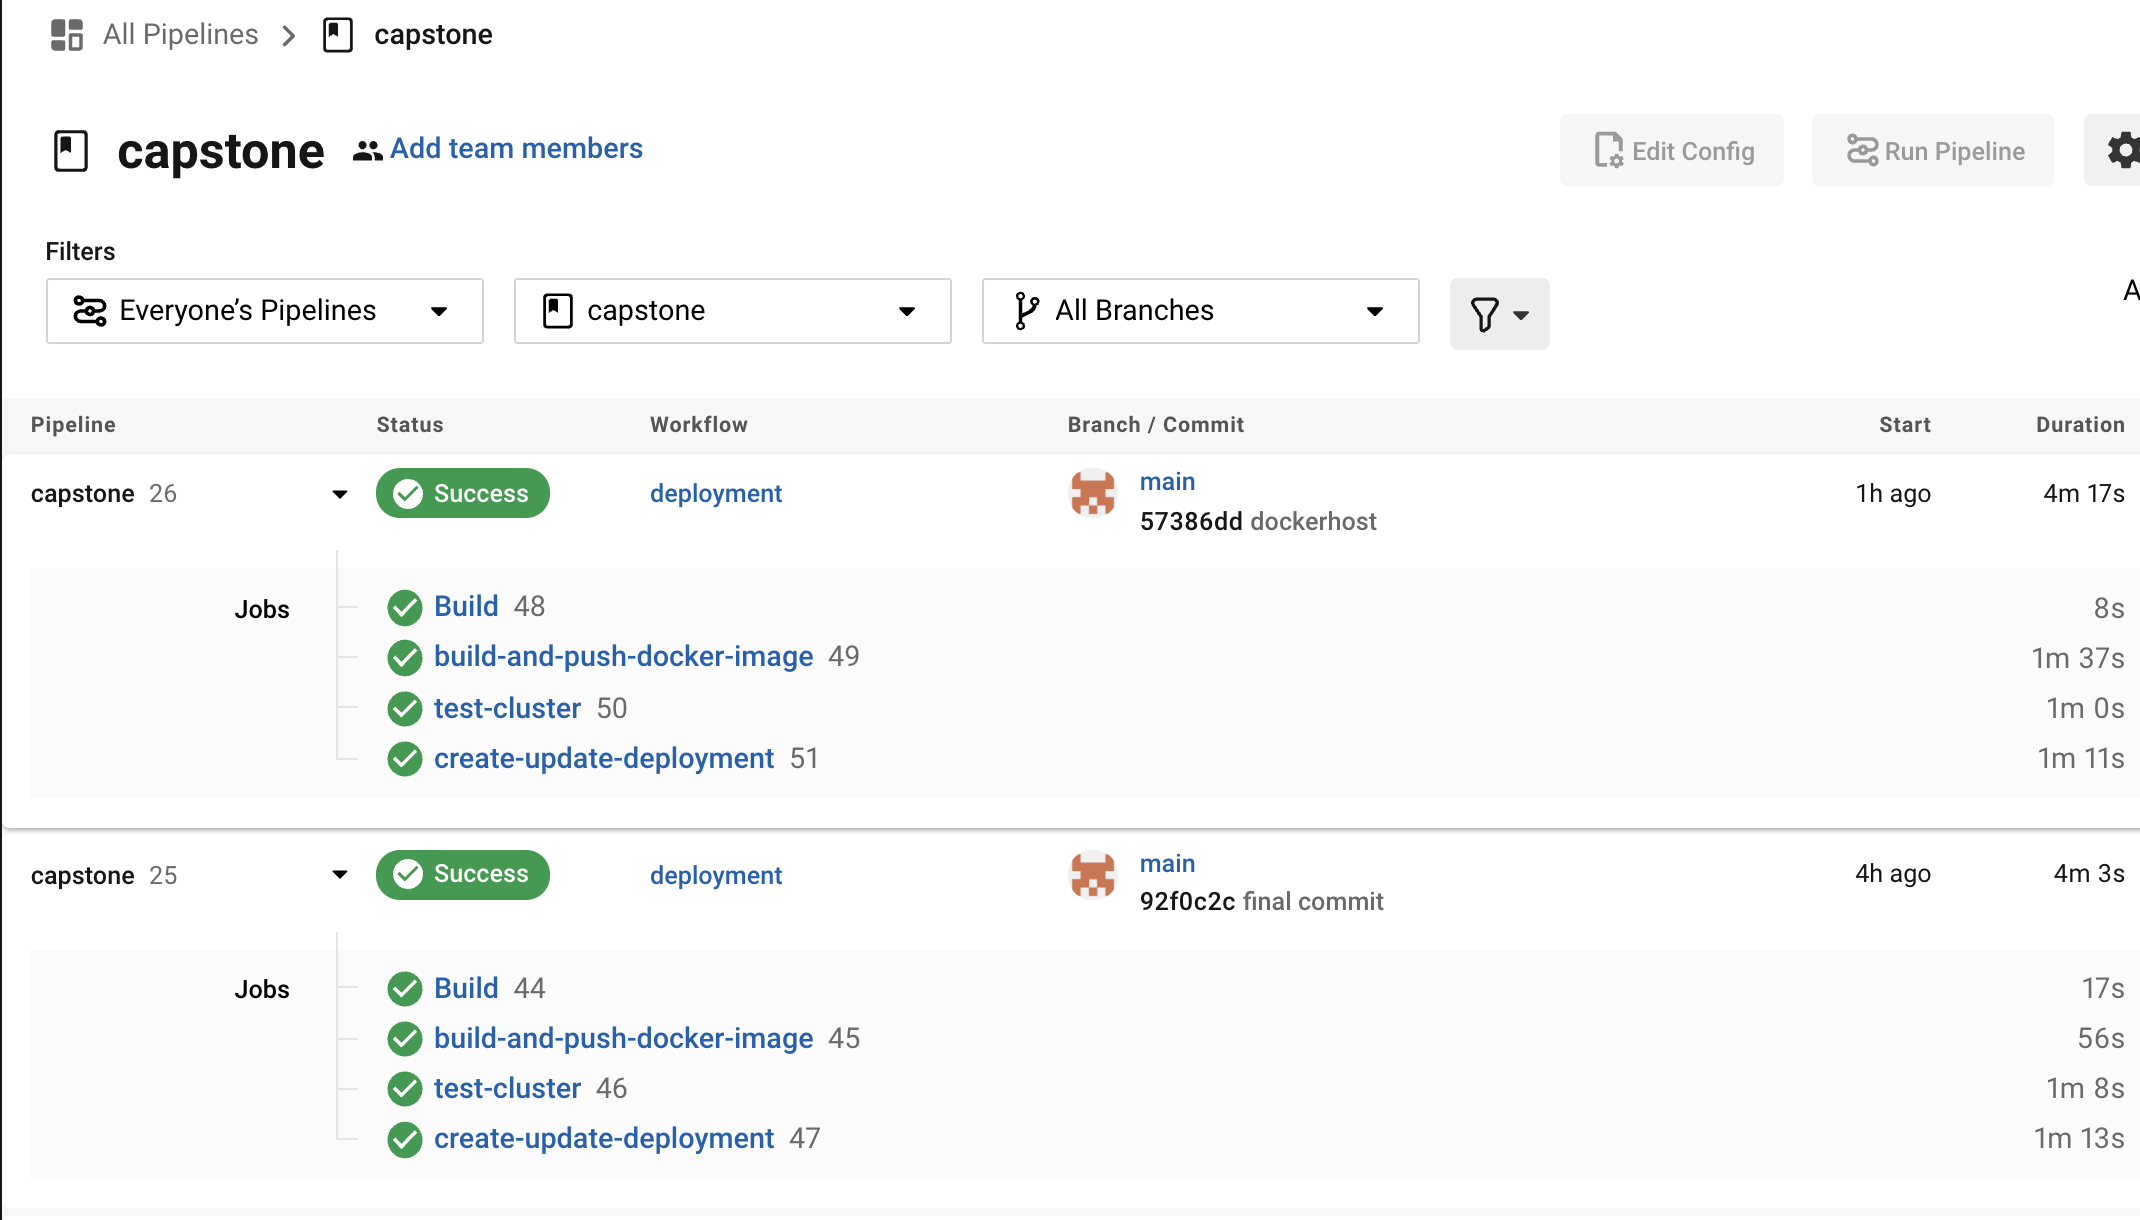 All Pipelines > capstone
capstone Add team members
Edit Config
Run Pipeline
Filters
Everyone’s Pipelines
capstone
All Branches
A
Pipeline Status Workflow Branch / Commit Start Duration
capstone 26 Success deployment main 1h ago 4m 17s
57386dd dockerhost
Jobs
Build 48 8s
build-and-push-docker-image 49 1m 37s
test-cluster 50 1m 0s
create-update-deployment 51 1m 11s
capstone 25 Success deployment main 4h ago 4m 3s
92f0c2c final commit
Jobs
Build 44 17s
build-and-push-docker-image 45 56s
test-cluster 46 1m 8s
create-update-deployment 47 1m 13s